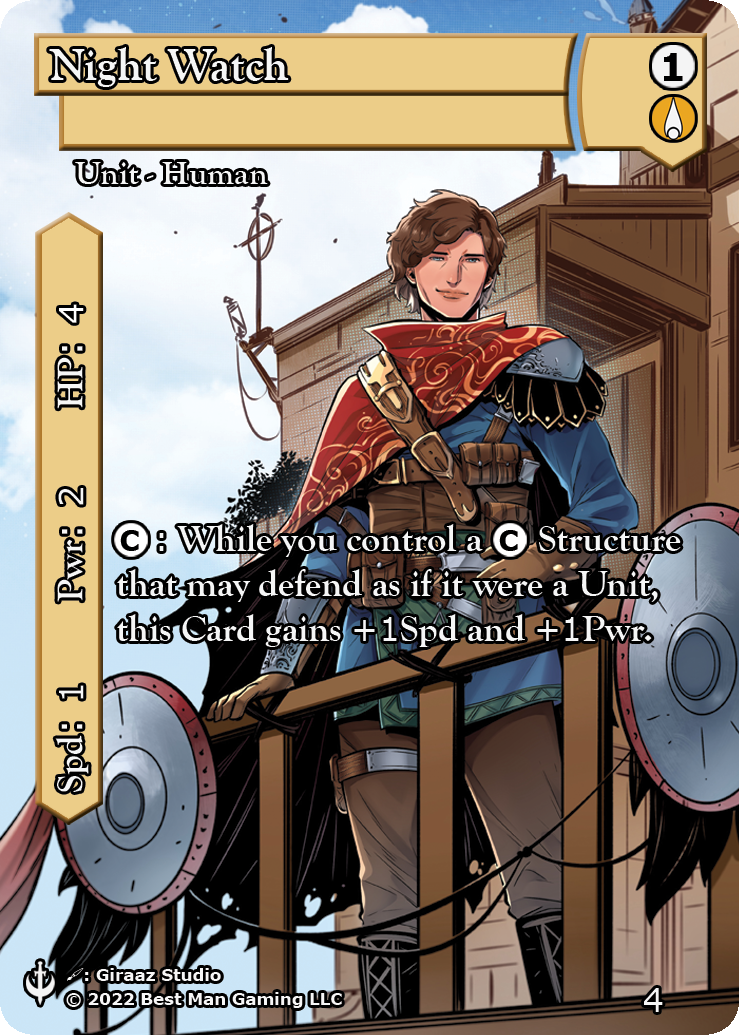 Night Watch
1
Unit - Human
HP: 4
Pwr: 2
Spd: 1
C: While you control a C Structure
that may defend as if it were a Unit,
this Card gains +1Spd and +1Pwr.
: Giraaz Studio
© 2022 Best Man Gaming LLC
4